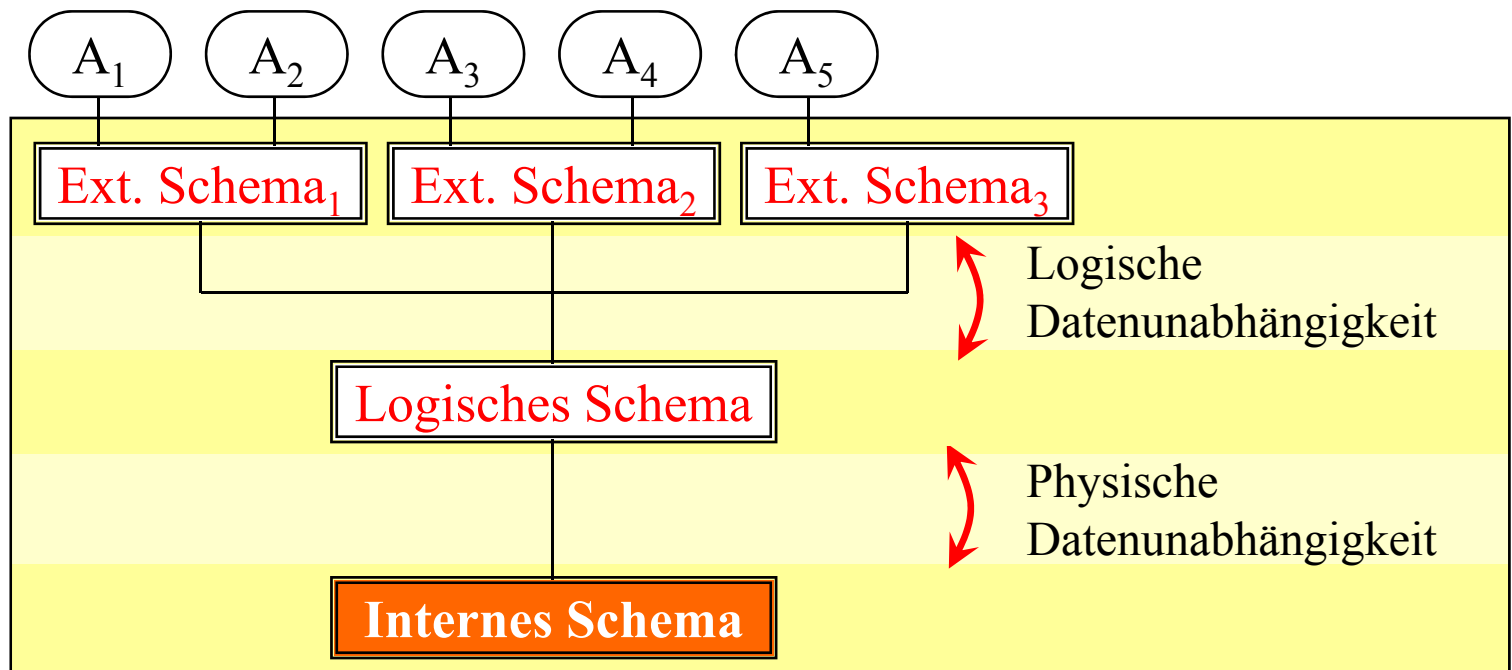 A₁ A₂ A₃ A₄ A₅
Ext. Schema₁ Ext. Schema₂ Ext. Schema₃
Logische
Datenunabhängigkeit
Logisches Schema
Physische
Datenunabhängigkeit
Internes Schema